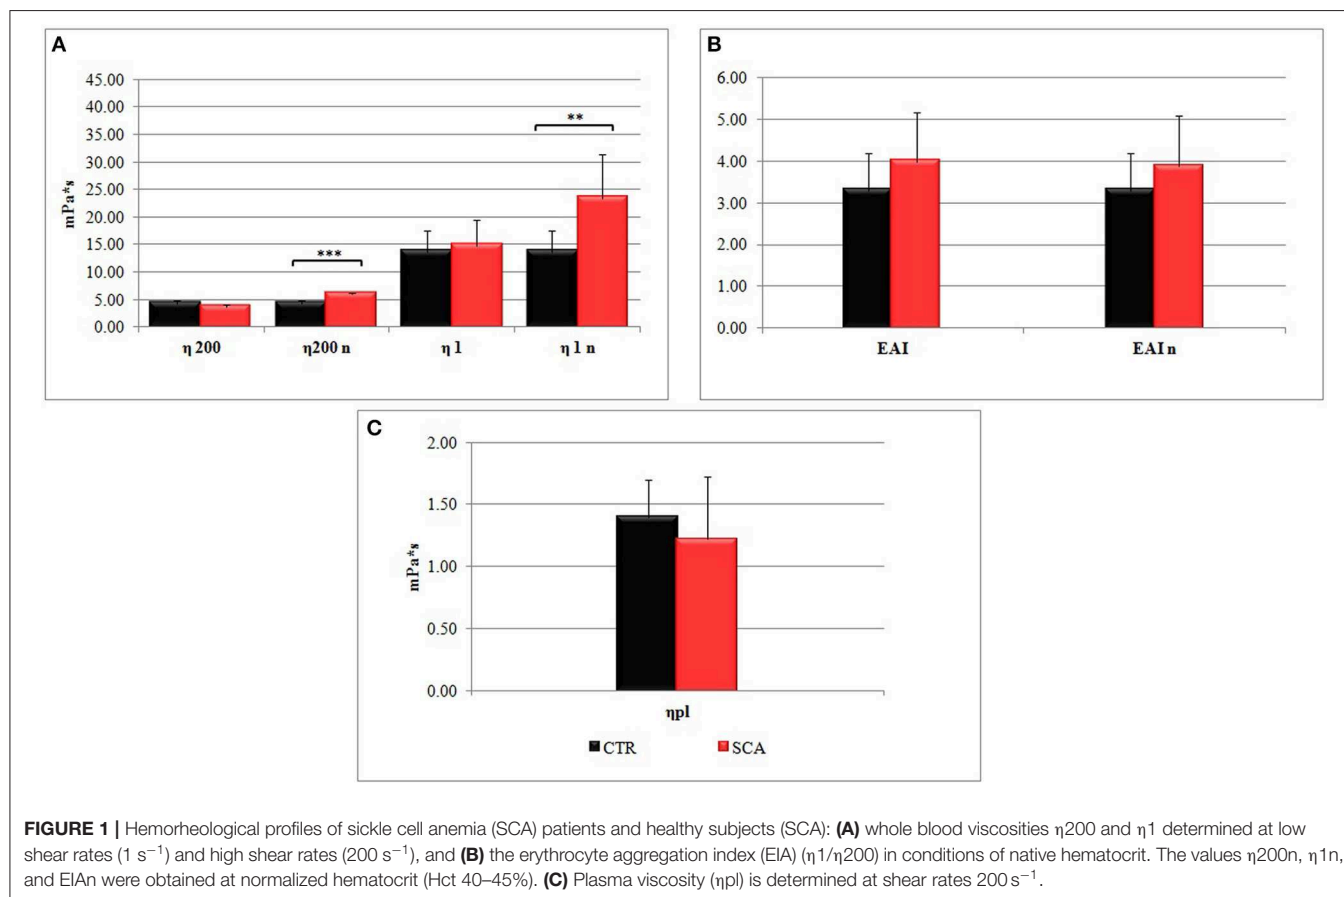 A
45.00
40.00
35.00
30.00
25.00
20.00
15.00
10.00
5.00
0.00
mPa*s
***
**
η 200
η200 n
η 1
η 1 n
B
6.00
5.00
4.00
3.00
2.00
1.00
0.00
EAI
EAI n
C
2.00
1.50
1.00
0.50
0.00
mPa*s
ηpl
CTR
SCA
FIGURE 1 | Hemorheological profiles of sickle cell anemia (SCA) patients and healthy subjects (SCA): (A) whole blood viscosities η200 and η1 determined at low
shear rates (1 s⁻¹) and high shear rates (200 s⁻¹), and (B) the erythrocyte aggregation index (EIA) (η1/η200) in conditions of native hematocrit. The values η200n, η1n,
and EIAn were obtained at normalized hematocrit (Hct 40–45%). (C) Plasma viscosity (ηpl) is determined at shear rates 200 s⁻¹.